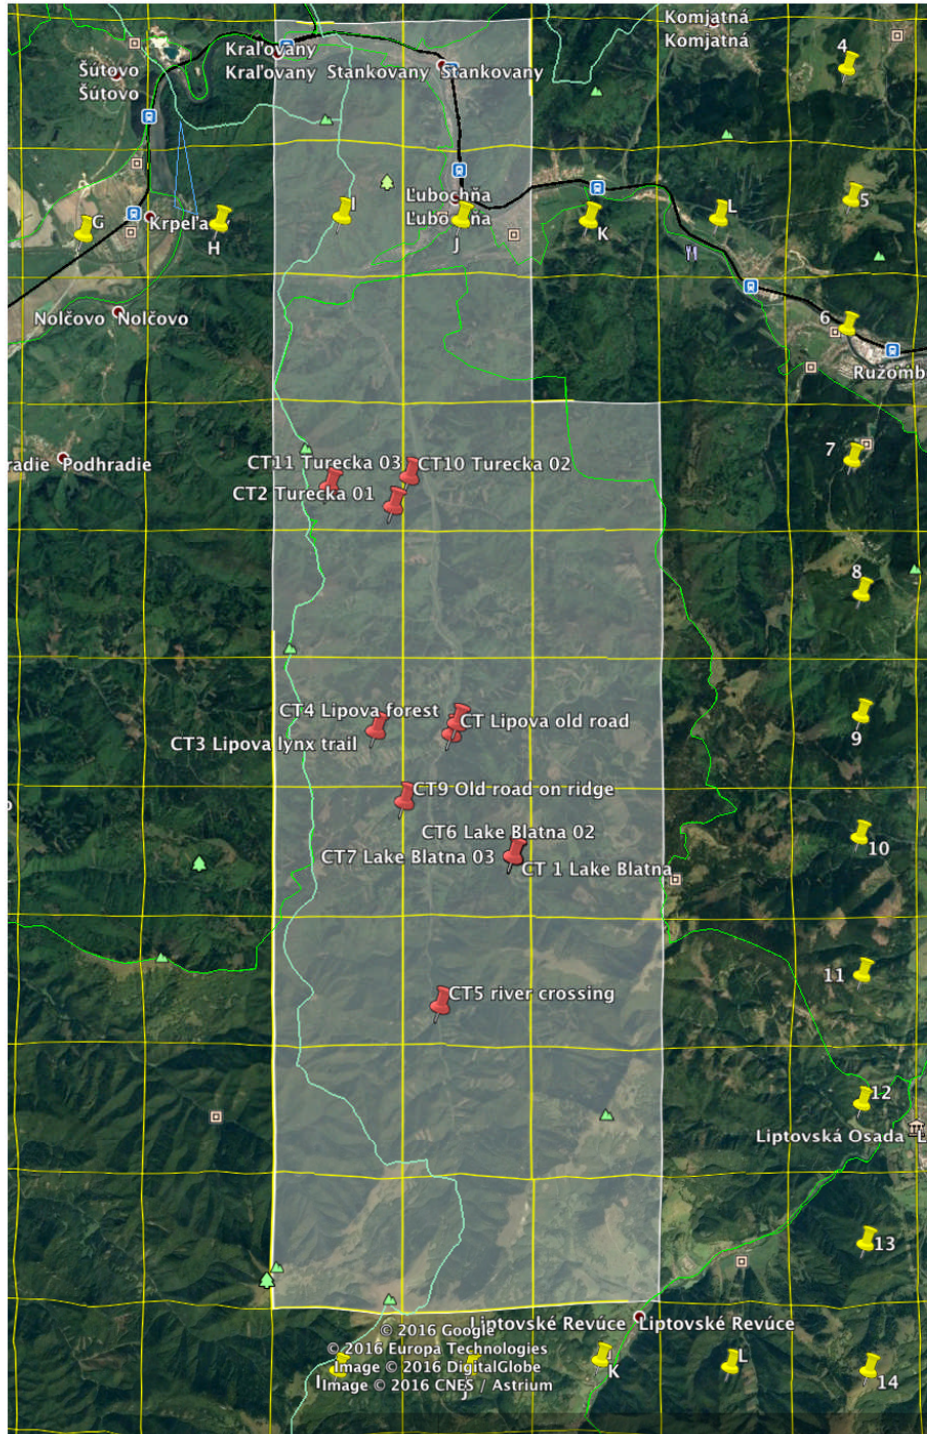 Komjatná
Komjatná
4
Kraľovany
Kraľovany
Stankovany
Stankovany
Šútovo
Šútovo
G
Krpeľa
H
I
Ľubochňa
J
K
L
5
Nolčovo
Nolčovo
6
Ružomb
radie
Podhradie
7
CT11 Turecka 03
CT10 Turecka 02
CT2 Turecka 01
8
CT4 Lipova forest
CT Lipova old road
CT3 Lipova lynx trail
9
CT9 Old road on ridge
CT6 Lake Blatna 02
CT7 Lake Blatna 03
CT 1 Lake Blatna
10
CT5 river crossing
11
12
Liptovská Osada
13
Liptovské Revúce
Liptovské Revúce
© 2016 Google
© 2016 Europa Technologies
Image © 2016 DigitalGlobe
Image © 2016 CNES / Astrium
I
J
K
L
14